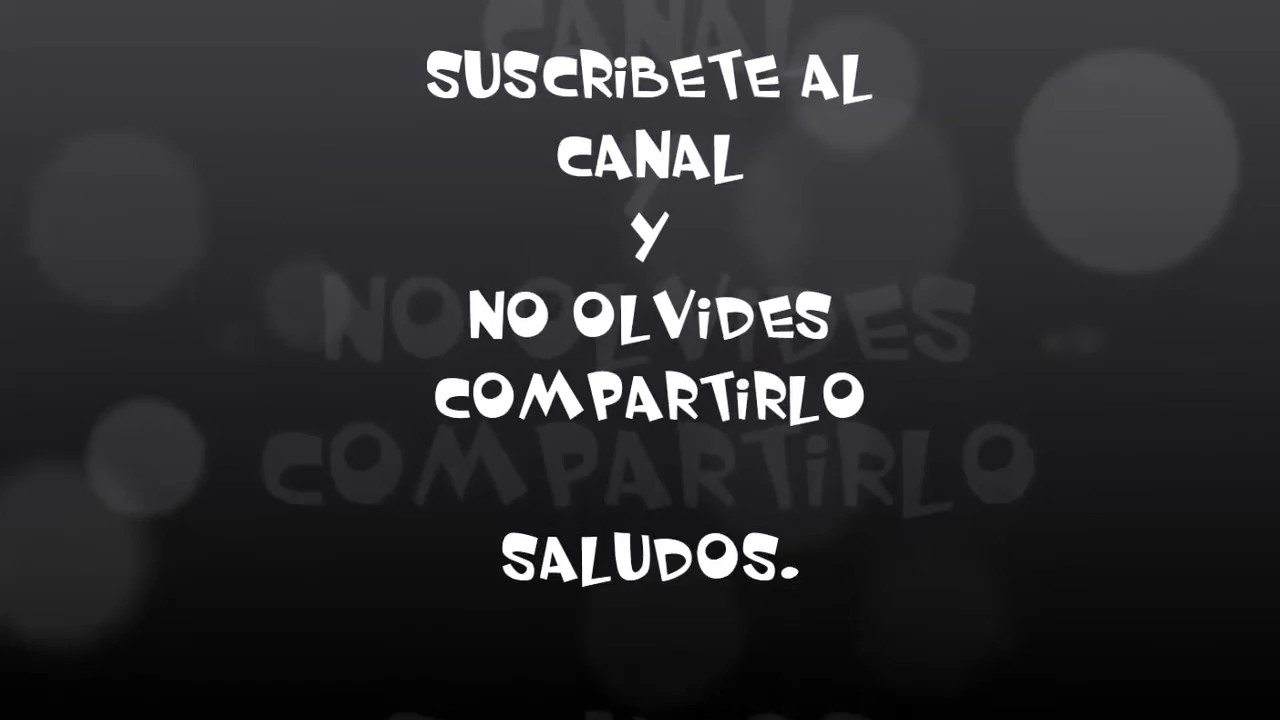 SUSCRiBETE AL
CANAL
Y
NO OLViDES
COMPARTiRLO
SALUDOS.